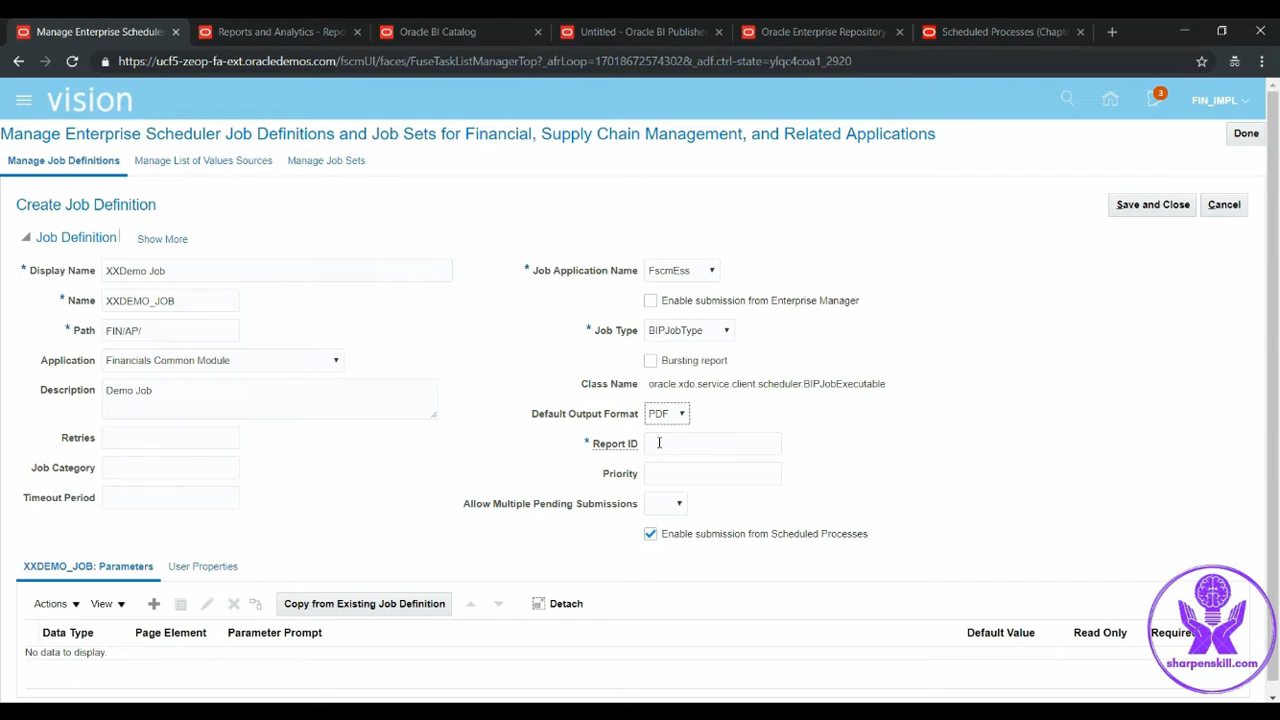 Manage Enterprise Schedule
Reports and Analytics - Repo
Oracle BI Catalog
Untitled - Oracle BI Publisher
Oracle Enterprise Repository
Scheduled Processes (Chapte
https://ucf5-zeop-fa-ext.oracledemos.com/fscmUI/faces/FuseTaskListManagerTop?_afrLoop=17018672574302&_adf.ctrl-state=ylqc4coa1_2920
vision
3
FIN_IMPL
Manage Enterprise Scheduler Job Definitions and Job Sets for Financial, Supply Chain Management, and Related Applications
Done
Manage Job Definitions
Manage List of Values Sources
Manage Job Sets
Create Job Definition
Save and Close
Cancel
Job Definition
Show More
* Display Name XXDemo Job
* Name XXDEMO_JOB
* Path FIN/AP/
Application Financials Common Module
Description Demo Job
Retries
Job Category
Timeout Period
* Job Application Name FscmEss
Enable submission from Enterprise Manager
* Job Type BIPJobType
Bursting report
Class Name oracle.xdo.service.client.scheduler.BIPJobExecutable
Default Output Format PDF
* Report ID
Priority
Allow Multiple Pending Submissions
Enable submission from Scheduled Processes
XXDEMO_JOB: Parameters
User Properties
Actions
View
Copy from Existing Job Definition
Detach
Data Type
Page Element
Parameter Prompt
Default Value
Read Only
Required
No data to display.
sharpenskill.com